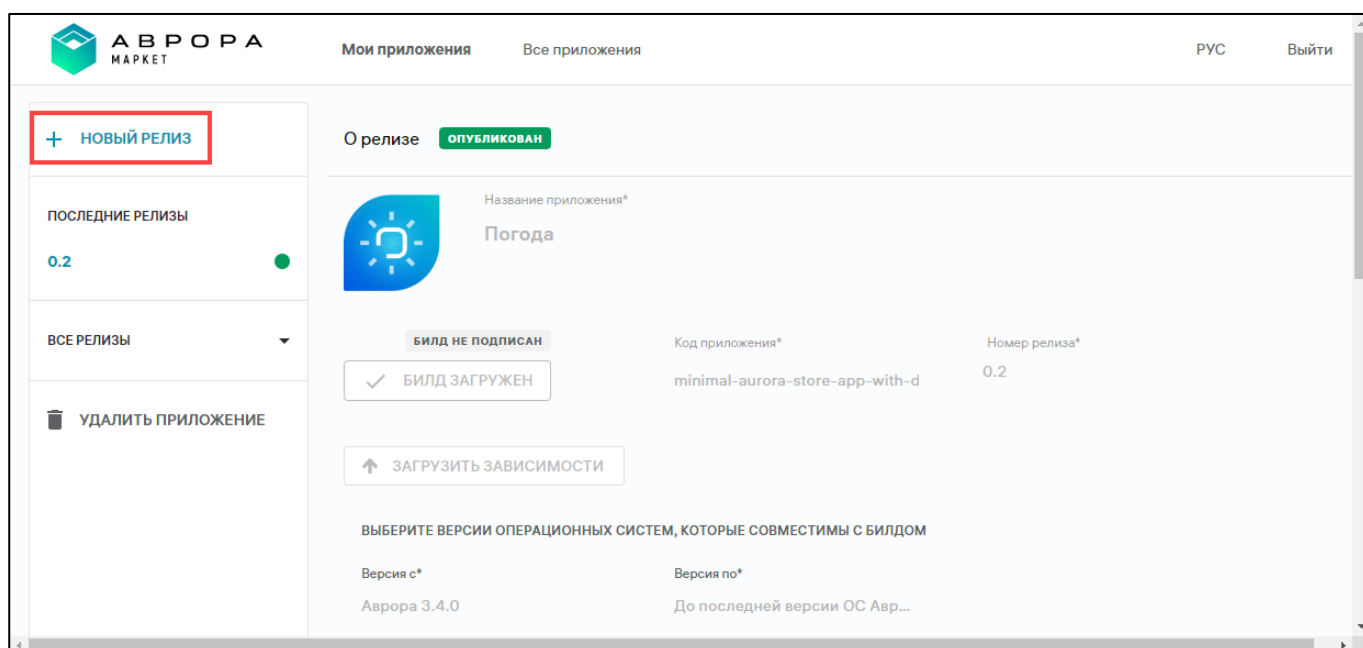 АВРОРА
МАРКЕТ
Мои приложения
Все приложения
РУС
Выйти
+ НОВЫЙ РЕЛИЗ
О релизе
ОПУБЛИКОВАН
ПОСЛЕДНИЕ РЕЛИЗЫ
0.2
Название приложения*
Погода
ВСЕ РЕЛИЗЫ
БИЛД НЕ ПОДПИСАН
БИЛД ЗАГРУЖЕН
Код приложения*
minimal-aurora-store-app-with-d
Номер релиза*
0.2
УДАЛИТЬ ПРИЛОЖЕНИЕ
ЗАГРУЗИТЬ ЗАВИСИМОСТИ
ВЫБЕРИТЕ ВЕРСИИ ОПЕРАЦИОННЫХ СИСТЕМ, КОТОРЫЕ СОВМЕСТИМЫ С БИЛДОМ
Версия с*
Аврора 3.4.0
Версия по*
До последней версии ОС Авр...